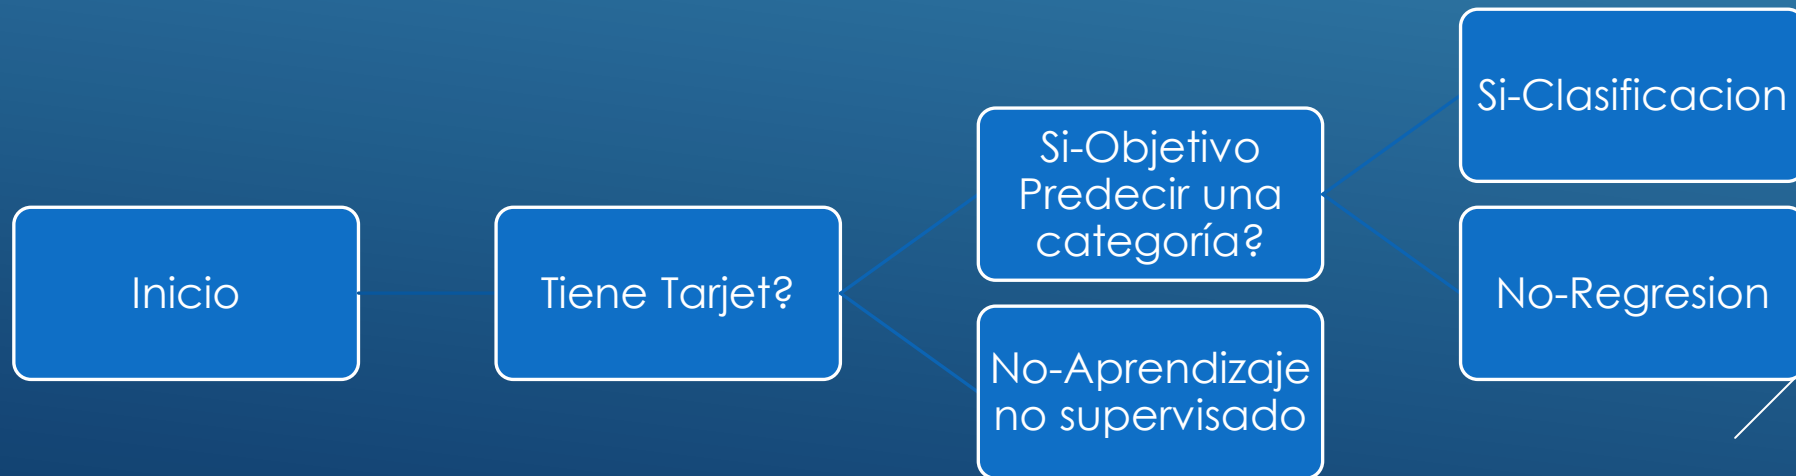 Inicio
Tiene Tarjet?
Si-Objetivo
Predecir una
categoría?
No-Aprendizaje
no supervisado
Si-Clasificacion
No-Regresion